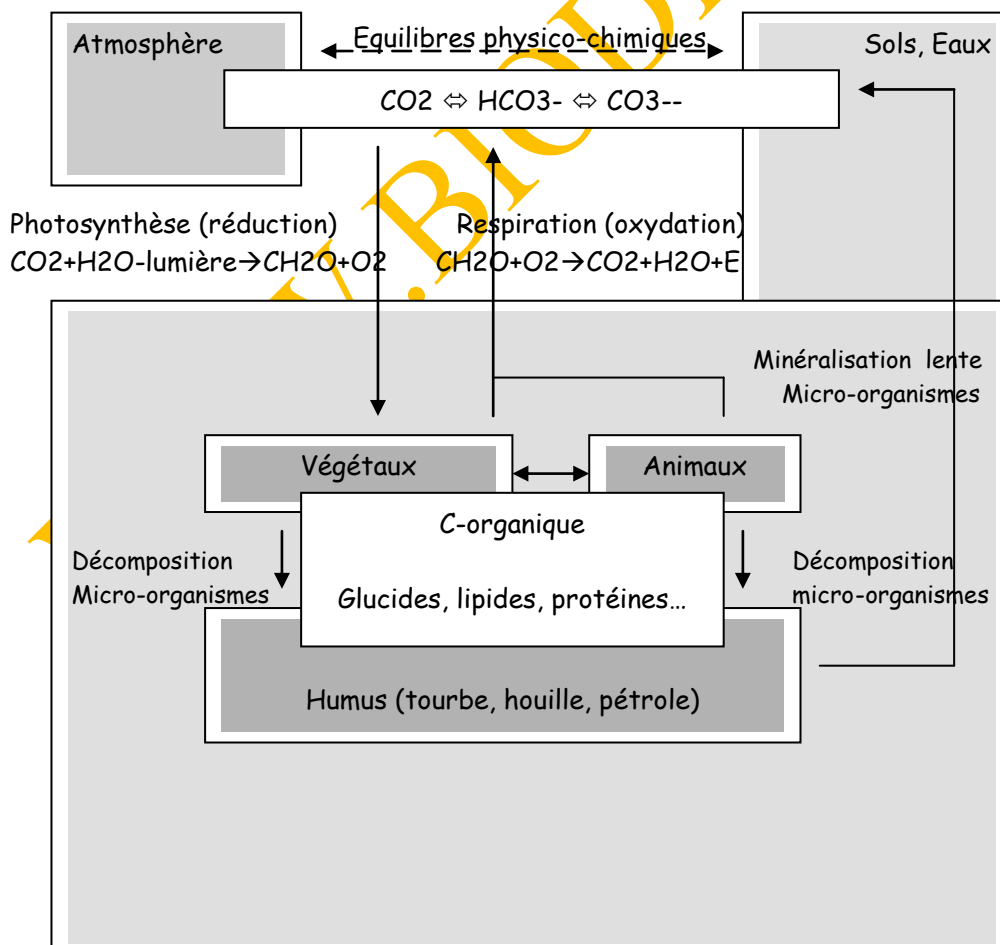 Atmosphère
Equilibres physico-chimiques
Sols, Eaux
CO2 ⇔ HCO3- ⇔ CO3--
Photosynthèse (réduction)
CO2+H2O-lumière→CH2O+O2
Respiration (oxydation)
CH2O+O2→CO2+H2O+E
Minéralisation lente
Micro-organismes
Végétaux
Animaux
C-organique
Glucides, lipides, protéines…
Décomposition
Micro-organismes
Décomposition
micro-organismes
Humus (tourbe, houille, pétrole)